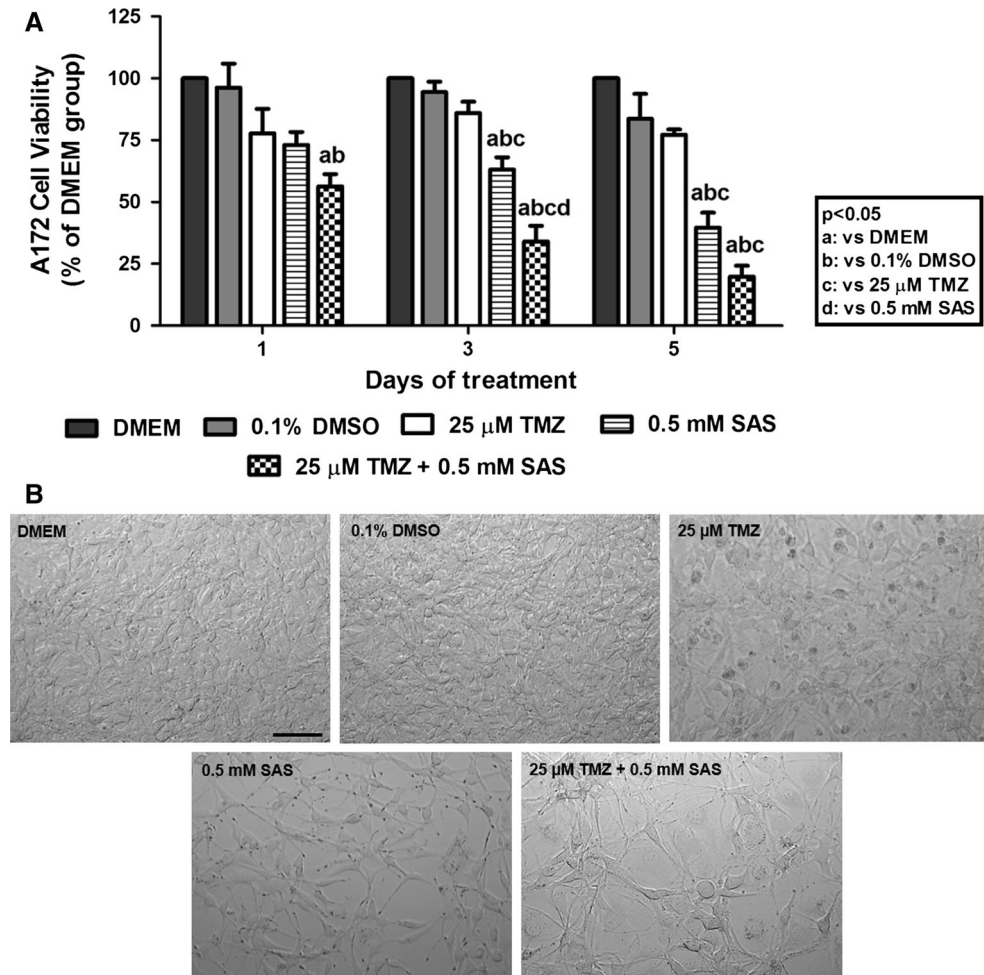 A
A172 Cell Viability
(% of DMEM group)
125
100
75
50
25
0
ab
abc
abcd
abc
abc
1
3
5
Days of treatment
p<0.05
a: vs DMEM
b: vs 0.1% DMSO
c: vs 25 μM TMZ
d: vs 0.5 mM SAS
DMEM
0.1% DMSO
25 μM TMZ
0.5 mM SAS
25 μM TMZ + 0.5 mM SAS
B
DMEM
0.1% DMSO
25 µM TMZ
0.5 mM SAS
25 µM TMZ + 0.5 mM SAS